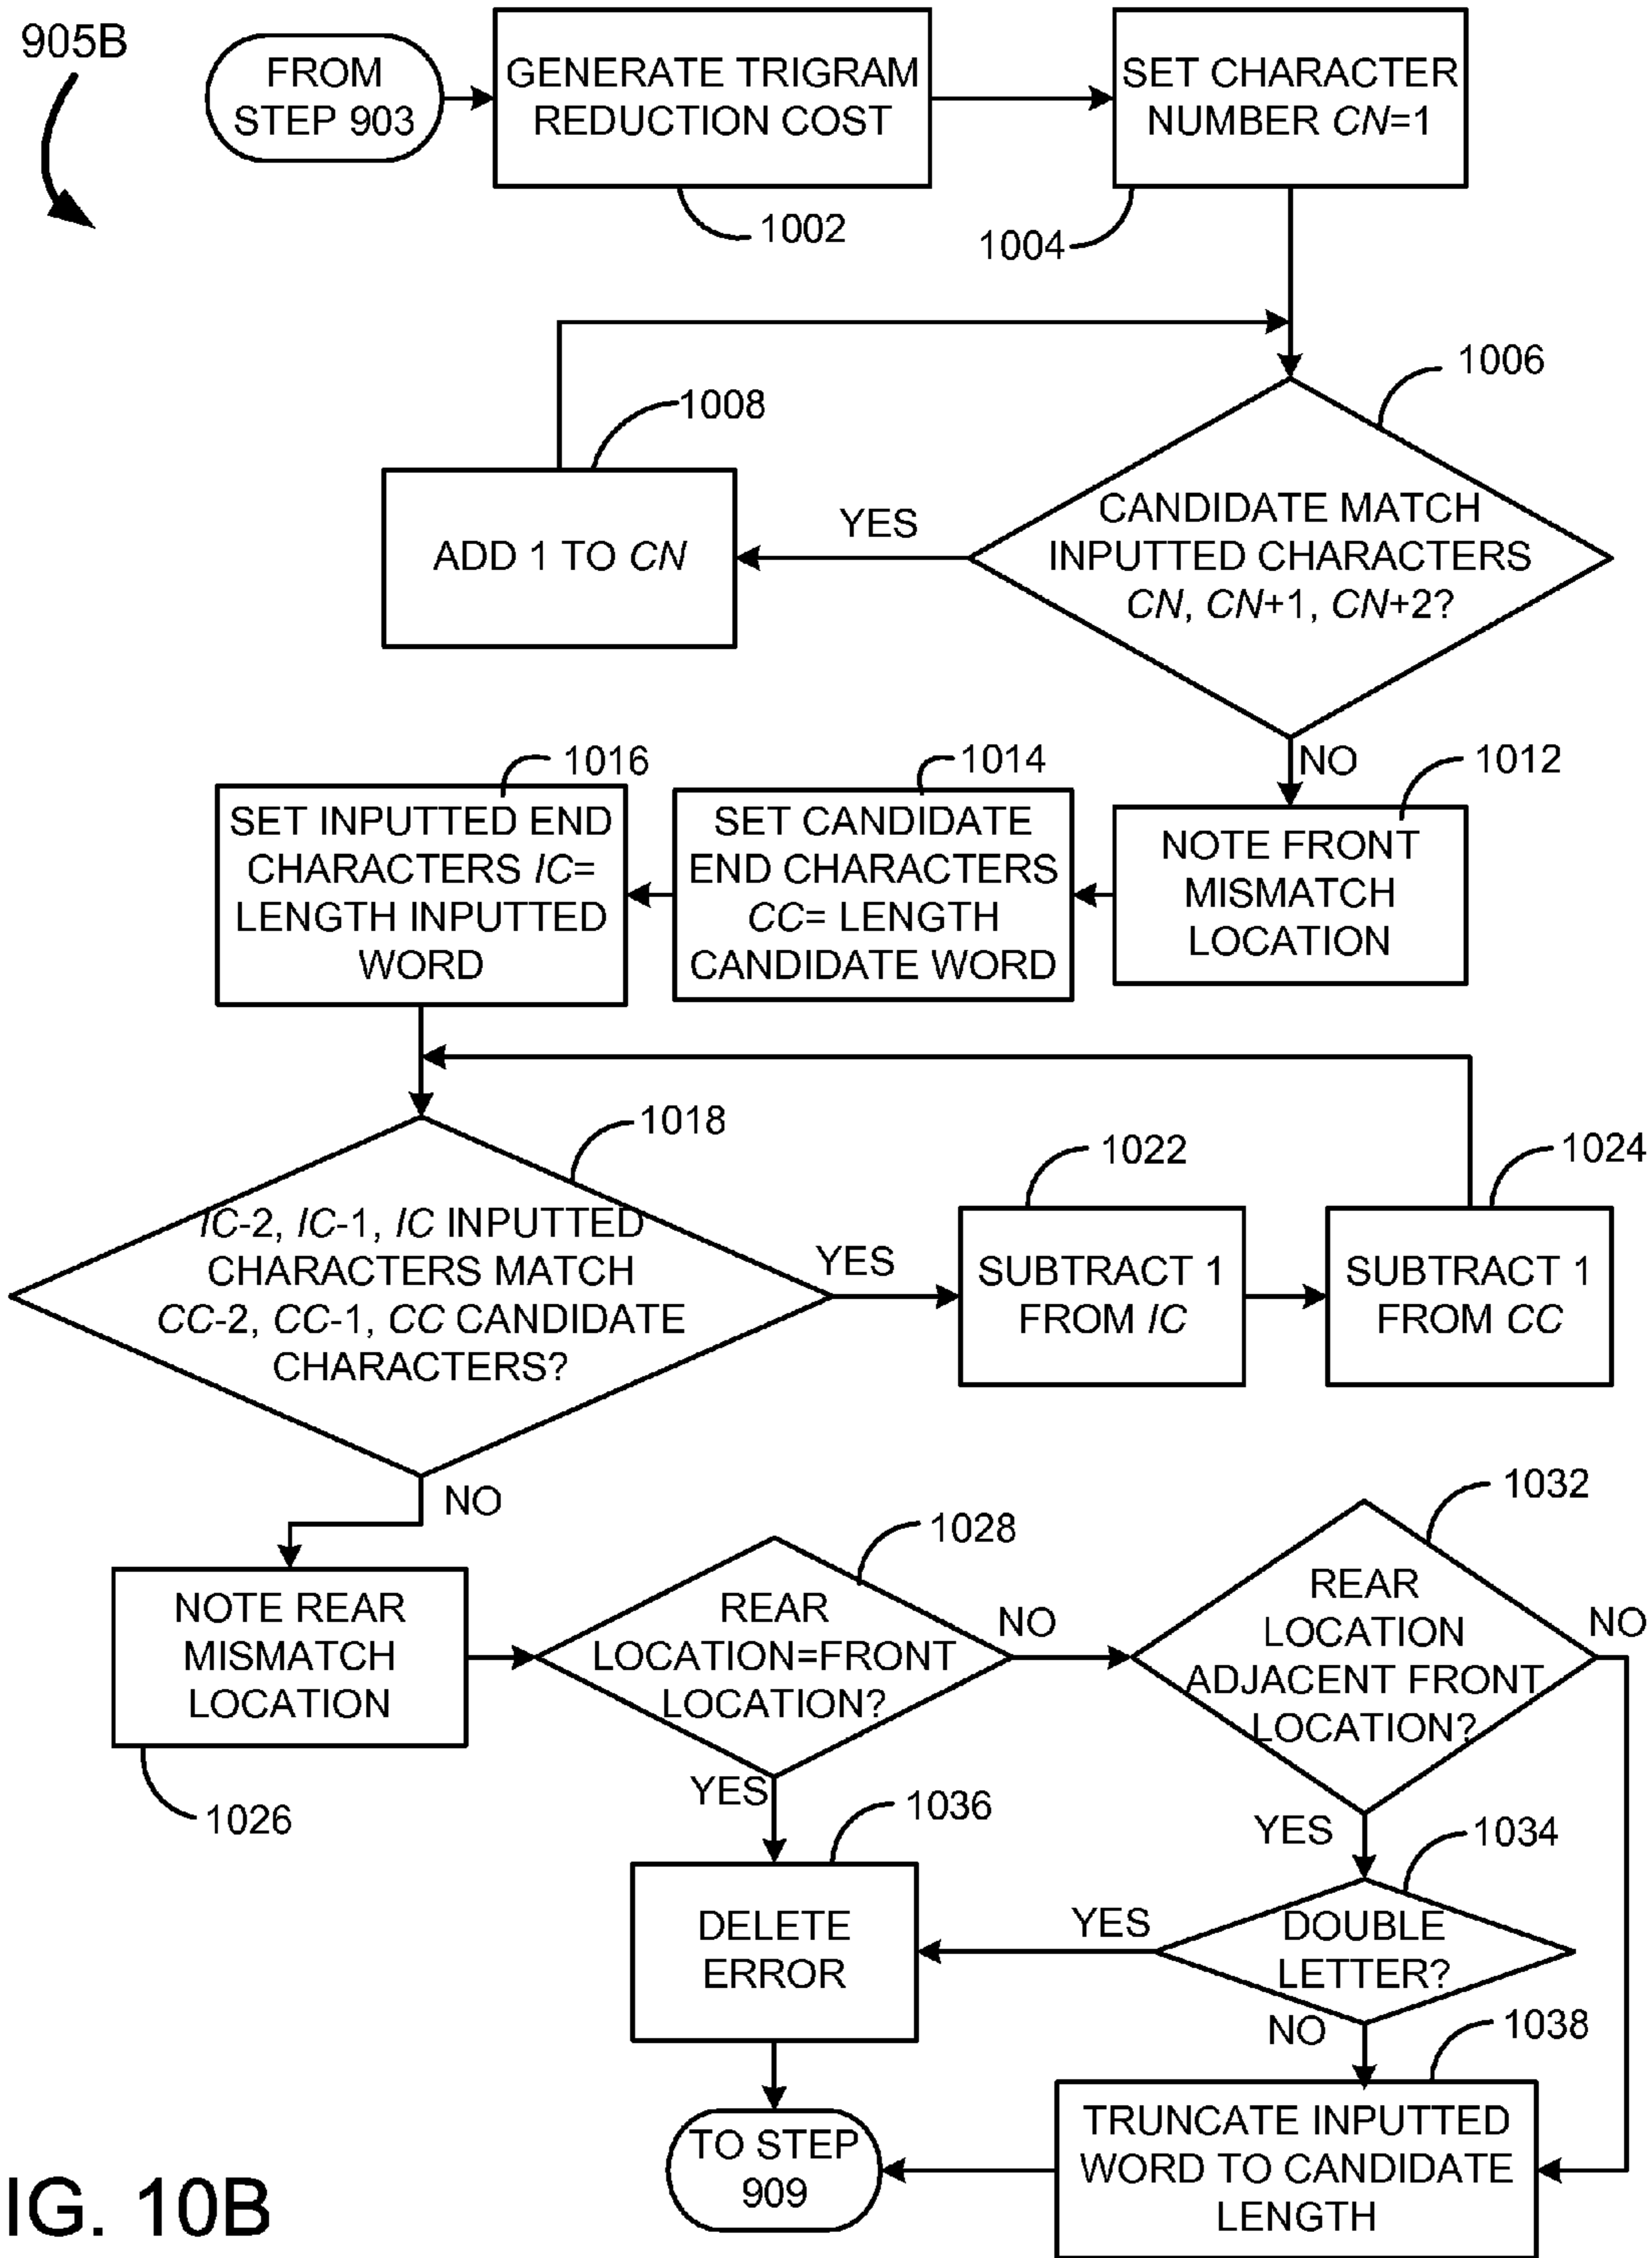 905B
FROM
STEP 903
GENERATE TRIGRAM
REDUCTION COST
SET CHARACTER
NUMBER CN=1
1002
1004
1006
1008
ADD 1 TO CN
YES
CANDIDATE MATCH
INPUTTED CHARACTERS
CN, CN+1, CN+2?
NO
1012
1014
1016
SET INPUTTED END
CHARACTERS IC=
LENGTH INPUTTED
WORD
SET CANDIDATE
END CHARACTERS
CC= LENGTH
CANDIDATE WORD
NOTE FRONT
MISMATCH
LOCATION
1018
1022
1024
IC-2, IC-1, IC INPUTTED
CHARACTERS MATCH
CC-2, CC-1, CC CANDIDATE
CHARACTERS?
YES
SUBTRACT 1
FROM IC
SUBTRACT 1
FROM CC
NO
1028
1032
NOTE REAR
MISMATCH
LOCATION
REAR
LOCATION=FRONT
LOCATION?
NO
REAR
LOCATION
ADJACENT FRONT
LOCATION?
NO
1026
YES
1036
YES
1034
DELETE
ERROR
YES
DOUBLE
LETTER?
NO
1038
TO STEP
909
TRUNCATE INPUTTED
WORD TO CANDIDATE
LENGTH
IG. 10B